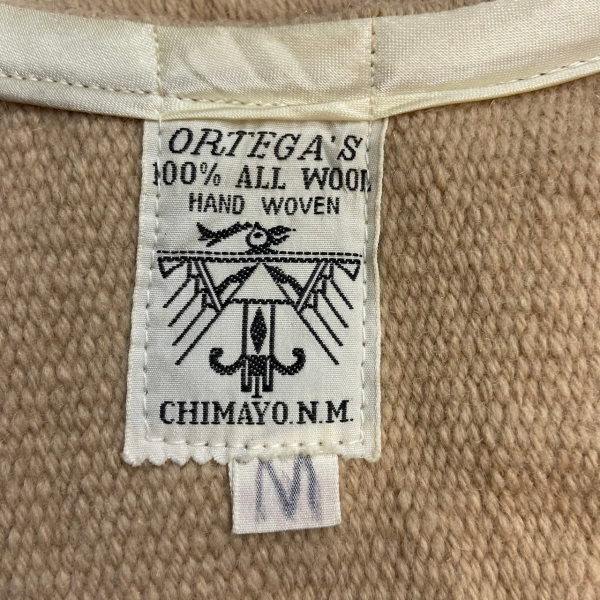 ORTEGA'S
100% ALL WOOL
HAND WOVEN
CHIMAYO.N.M.
M